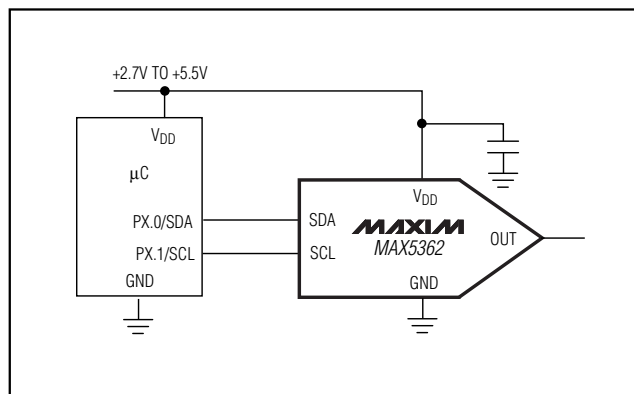 +2.7V TO +5.5V
VDD
μC
PX.0/SDA
PX.1/SCL
GND
VDD
SDA
MAXIM
MAX5362
SCL
OUT
GND